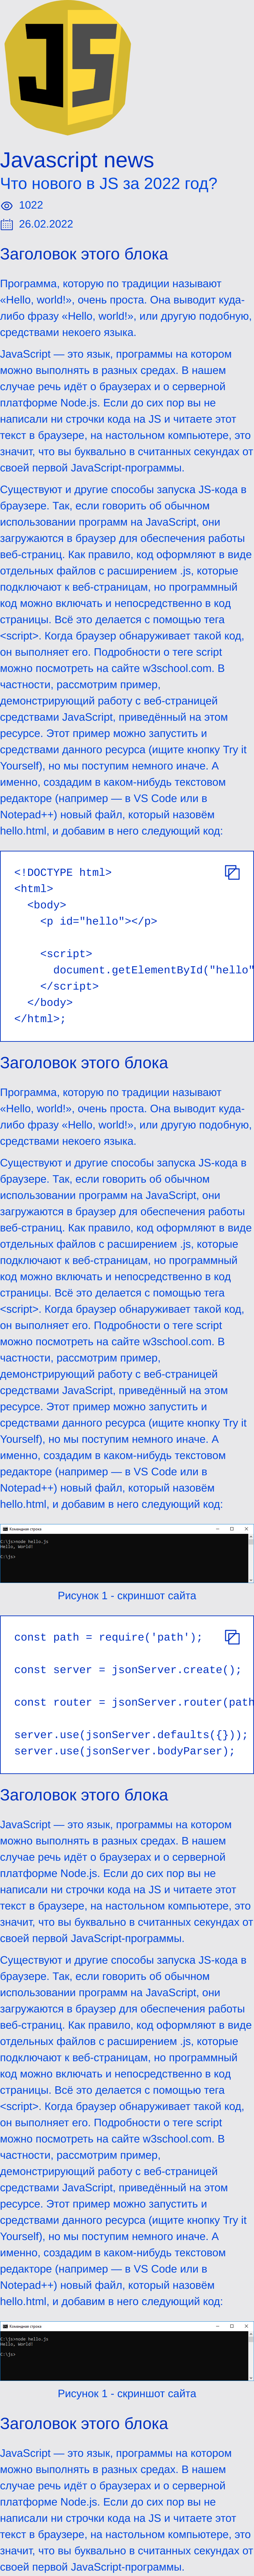 JS
Javascript news
Что нового в JS за 2022 год?
1022
26.02.2022
Заголовок этого блока
Программа, которую по традиции называют
«Hello, world!», очень проста. Она выводит куда-
либо фразу «Hello, world!», или другую подобную,
средствами некоего языка.
JavaScript — это язык, программы на котором
можно выполнять в разных средах. В нашем
случае речь идёт о браузерах и о серверной
платформе Node.js. Если до сих пор вы не
написали ни строчки кода на JS и читаете этот
текст в браузере, на настольном компьютере, это
значит, что вы буквально в считанных секундах от
своей первой JavaScript-программы.
Существуют и другие способы запуска JS-кода в
браузере. Так, если говорить об обычном
использовании программ на JavaScript, они
загружаются в браузер для обеспечения работы
веб-страниц. Как правило, код оформляют в виде
отдельных файлов с расширением .js, которые
подключают к веб-страницам, но программный
код можно включать и непосредственно в код
страницы. Всё это делается с помощью тега
<script>. Когда браузер обнаруживает такой код,
он выполняет его. Подробности о теге script
можно посмотреть на сайте w3school.com. В
частности, рассмотрим пример,
демонстрирующий работу с веб-страницей
средствами JavaScript, приведённый на этом
ресурсе. Этот пример можно запустить и
средствами данного ресурса (ищите кнопку Try it
Yourself), но мы поступим немного иначе. А
именно, создадим в каком-нибудь текстовом
редакторе (например — в VS Code или в
Notepad++) новый файл, который назовём
hello.html, и добавим в него следующий код:
<!DOCTYPE html>
<html>
<body>
<p id="hello"></p>
<script>
document.getElementById("hello"
</script>
</body>
</html>;
Заголовок этого блока
Программа, которую по традиции называют
«Hello, world!», очень проста. Она выводит куда-
либо фразу «Hello, world!», или другую подобную,
средствами некоего языка.
Существуют и другие способы запуска JS-кода в
браузере. Так, если говорить об обычном
использовании программ на JavaScript, они
загружаются в браузер для обеспечения работы
веб-страниц. Как правило, код оформляют в виде
отдельных файлов с расширением .js, которые
подключают к веб-страницам, но программный
код можно включать и непосредственно в код
страницы. Всё это делается с помощью тега
<script>. Когда браузер обнаруживает такой код,
он выполняет его. Подробности о теге script
можно посмотреть на сайте w3school.com. В
частности, рассмотрим пример,
демонстрирующий работу с веб-страницей
средствами JavaScript, приведённый на этом
ресурсе. Этот пример можно запустить и
средствами данного ресурса (ищите кнопку Try it
Yourself), но мы поступим немного иначе. А
именно, создадим в каком-нибудь текстовом
редакторе (например — в VS Code или в
Notepad++) новый файл, который назовём
hello.html, и добавим в него следующий код:
Командная строка
C:\js>node hello.js
Hello, World!
C:\js>
Рисунок 1 - скриншот сайта
const path = require('path');
const server = jsonServer.create();
const router = jsonServer.router(path
server.use(jsonServer.defaults({}));
server.use(jsonServer.bodyParser);
Заголовок этого блока
JavaScript — это язык, программы на котором
можно выполнять в разных средах. В нашем
случае речь идёт о браузерах и о серверной
платформе Node.js. Если до сих пор вы не
написали ни строчки кода на JS и читаете этот
текст в браузере, на настольном компьютере, это
значит, что вы буквально в считанных секундах от
своей первой JavaScript-программы.
Существуют и другие способы запуска JS-кода в
браузере. Так, если говорить об обычном
использовании программ на JavaScript, они
загружаются в браузер для обеспечения работы
веб-страниц. Как правило, код оформляют в виде
отдельных файлов с расширением .js, которые
подключают к веб-страницам, но программный
код можно включать и непосредственно в код
страницы. Всё это делается с помощью тега
<script>. Когда браузер обнаруживает такой код,
он выполняет его. Подробности о теге script
можно посмотреть на сайте w3school.com. В
частности, рассмотрим пример,
демонстрирующий работу с веб-страницей
средствами JavaScript, приведённый на этом
ресурсе. Этот пример можно запустить и
средствами данного ресурса (ищите кнопку Try it
Yourself), но мы поступим немного иначе. А
именно, создадим в каком-нибудь текстовом
редакторе (например — в VS Code или в
Notepad++) новый файл, который назовём
hello.html, и добавим в него следующий код:
Командная строка
C:\js>node hello.js
Hello, World!
C:\js>
Рисунок 1 - скриншот сайта
Заголовок этого блока
JavaScript — это язык, программы на котором
можно выполнять в разных средах. В нашем
случае речь идёт о браузерах и о серверной
платформе Node.js. Если до сих пор вы не
написали ни строчки кода на JS и читаете этот
текст в браузере, на настольном компьютере, это
значит, что вы буквально в считанных секундах от
своей первой JavaScript-программы.